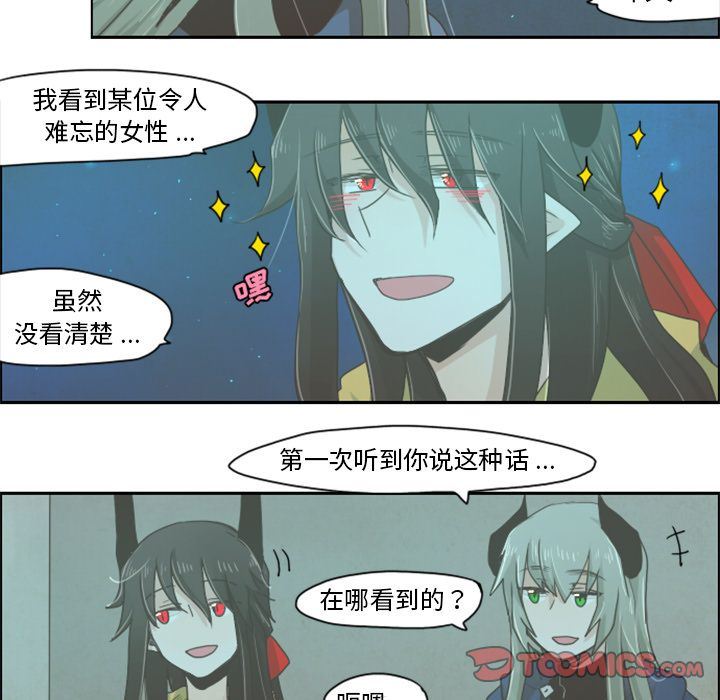 我看到某位令人
难忘的女性 ...
嘿
虽然
没看清楚 ...
第一次听到你说这种话 ...
在哪看到的？
TOOMICS.COM